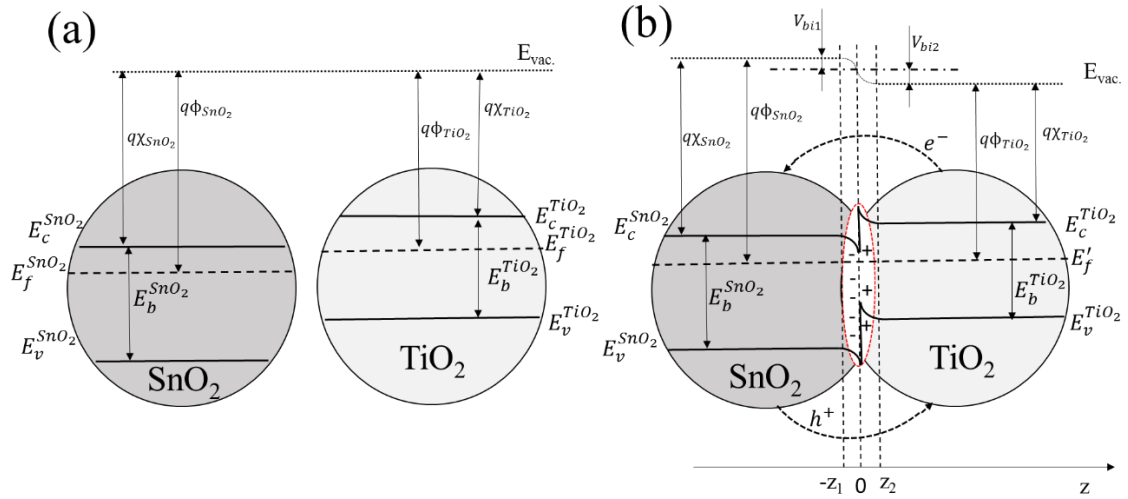 (a)
E_vac.
qϕ_SnO₂
qχ_SnO₂
qϕ_TiO₂
qχ_TiO₂
E_c^SnO₂
E_f^SnO₂
E_b^SnO₂
E_v^SnO₂
SnO₂
E_c^TiO₂
E_f^TiO₂
E_b^TiO₂
E_v^TiO₂
TiO₂
(b)
V_bi1
V_bi2
E_vac.
qχ_SnO₂
qϕ_SnO₂
qϕ_TiO₂
qχ_TiO₂
e⁻
E_c^SnO₂
E_b^SnO₂
E_v^SnO₂
SnO₂
- + 
- +
-
- +
E_c^TiO₂
E_f′
E_b^TiO₂
E_v^TiO₂
TiO₂
h⁺
-z₁ 0 z₂ z